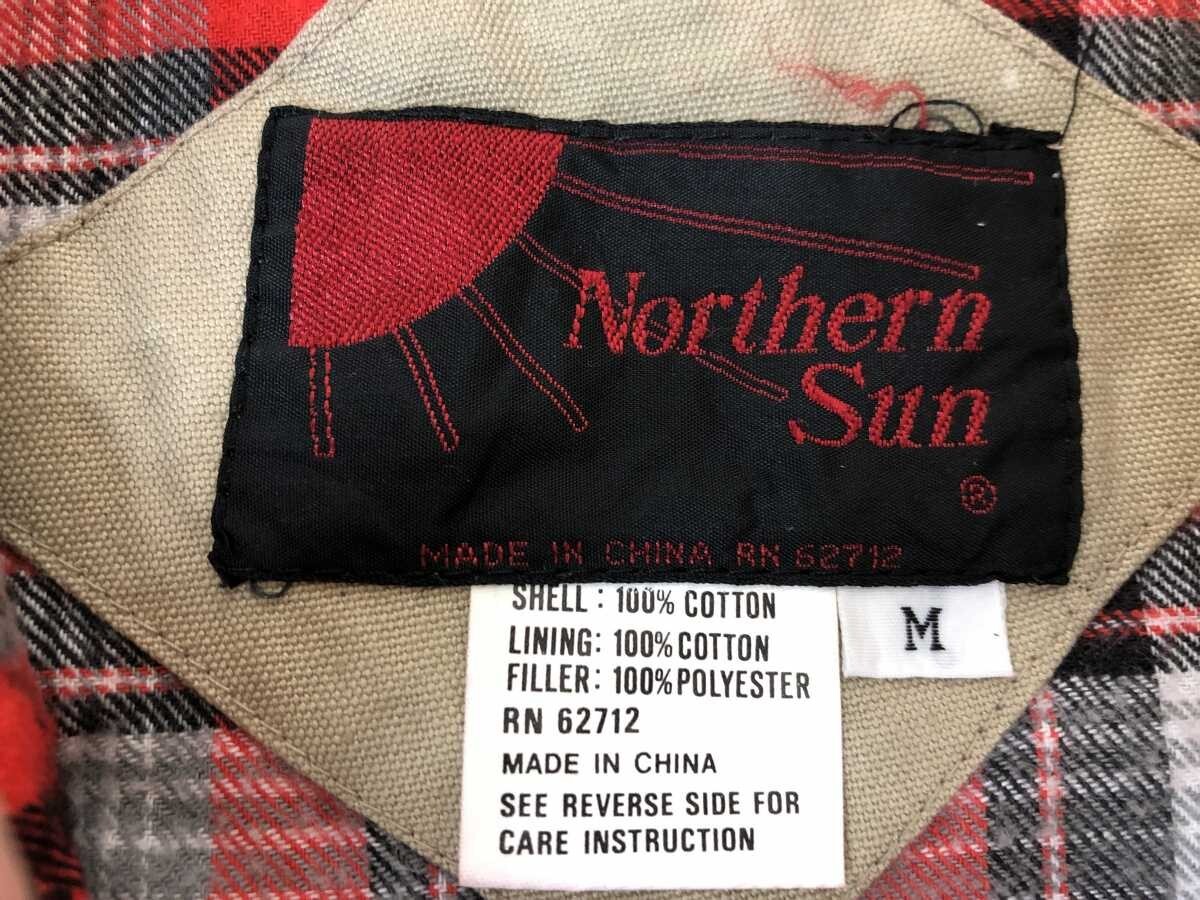 Northern
Sun
®
MADE IN CHINA RN 62712
M
SHELL: 100% COTTON
LINING: 100% COTTON
FILLER: 100% POLYESTER
RN 62712
MADE IN CHINA
SEE REVERSE SIDE FOR
CARE INSTRUCTION